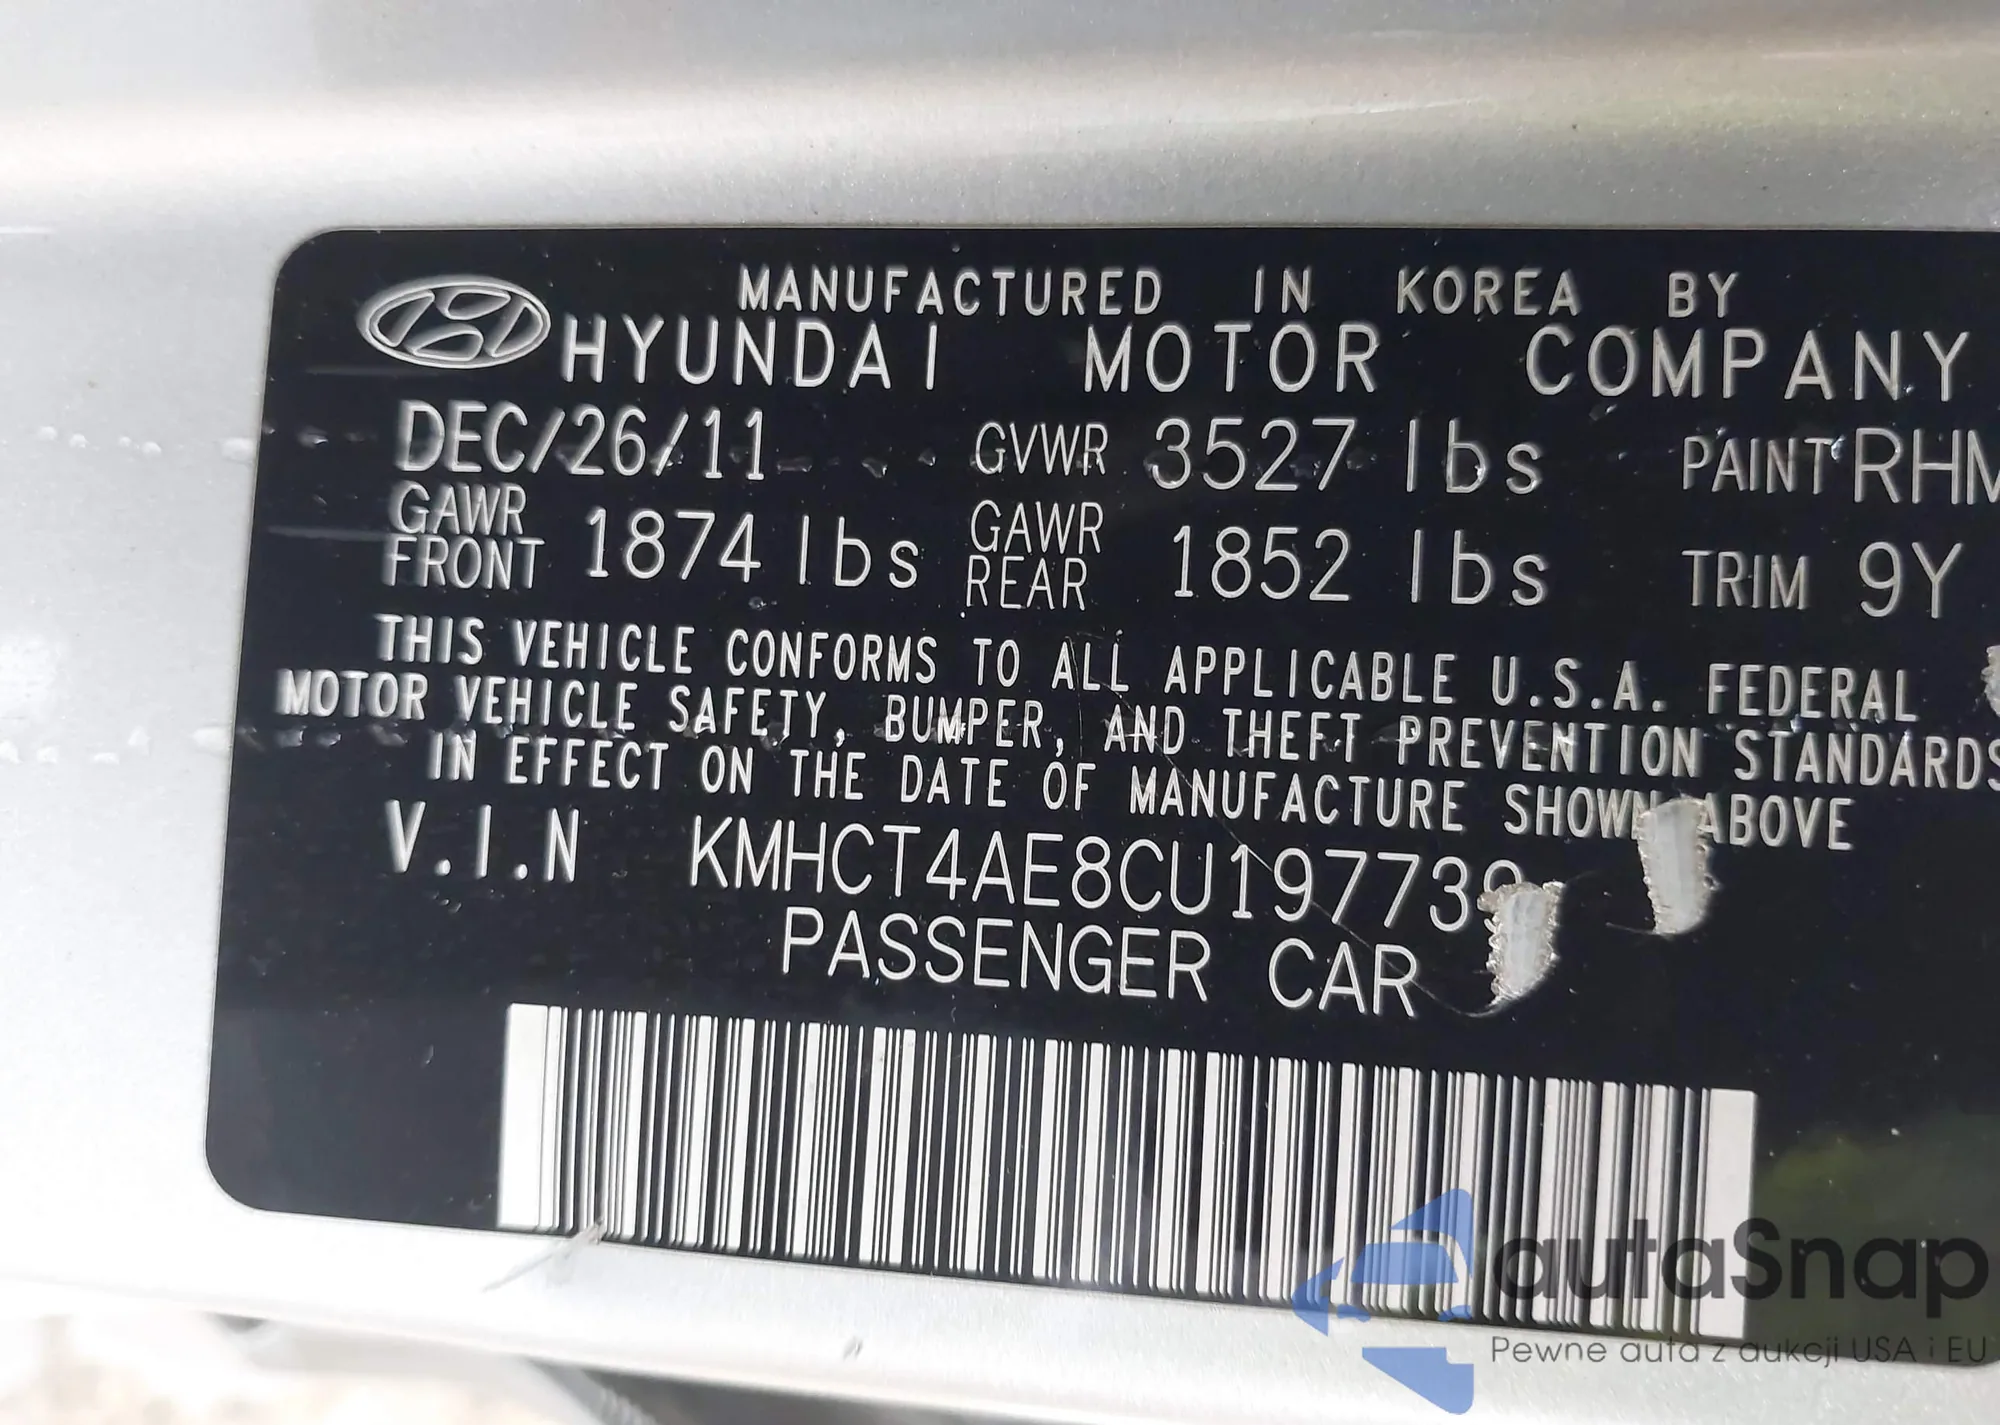 MANUFACTURED IN KOREA BY
HYUNDAI MOTOR COMPANY
DEC/26/11 GVWR 3527 lbs PAINT RHM
GAWR FRONT 1874 lbs GAWR REAR 1852 lbs TRIM 9Y
THIS VEHICLE CONFORMS TO ALL APPLICABLE U.S.A. FEDERAL
MOTOR VEHICLE SAFETY, BUMPER, AND THEFT PREVENTION STANDARDS
IN EFFECT ON THE DATE OF MANUFACTURE SHOWN ABOVE
V.I.N KMHCT4AE8CU197739
PASSENGER CAR
autaSnap
Pewne auta z aukcji USA i EU